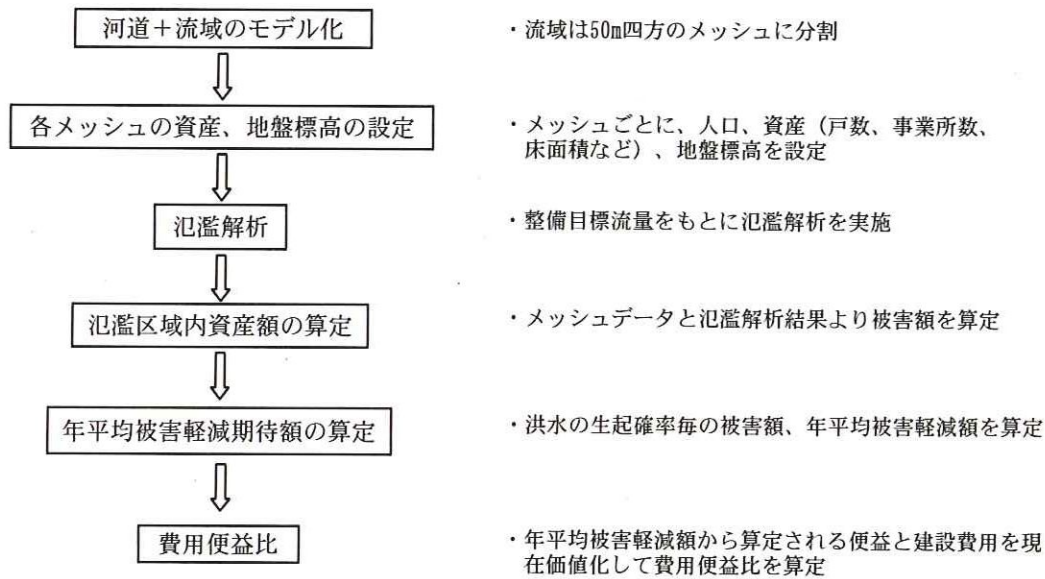 河道＋流域のモデル化
・流域は50m四方のメッシュに分割
各メッシュの資産、地盤標高の設定
・メッシュごとに、人口、資産（戸数、事業所数、
床面積など）、地盤標高を設定
氾濫解析
・整備目標流量をもとに氾濫解析を実施
氾濫区域内資産額の算定
・メッシュデータと氾濫解析結果より被害額を算定
年平均被害軽減期待額の算定
・洪水の生起確率毎の被害額、年平均被害軽減額を算定
費用便益比
・年平均被害軽減額から算定される便益と建設費用を現
在価値化して費用便益比を算定